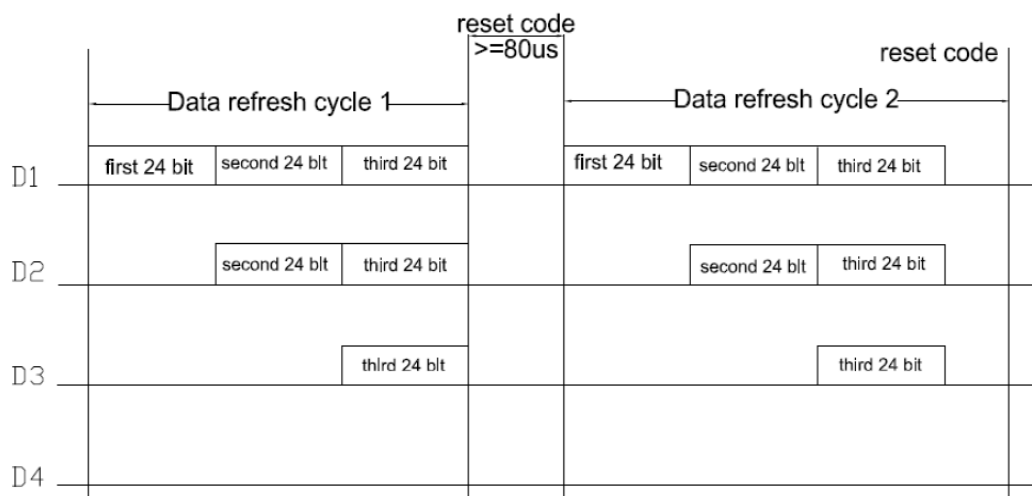 reset code
>=80us
reset code
Data refresh cycle 1
Data refresh cycle 2
D1 first 24 bit second 24 blt third 24 bit first 24 bit second 24 blt third 24 bit
D2 second 24 blt third 24 bit second 24 blt third 24 bit
D3 thlrd 24 blt third 24 bit
D4